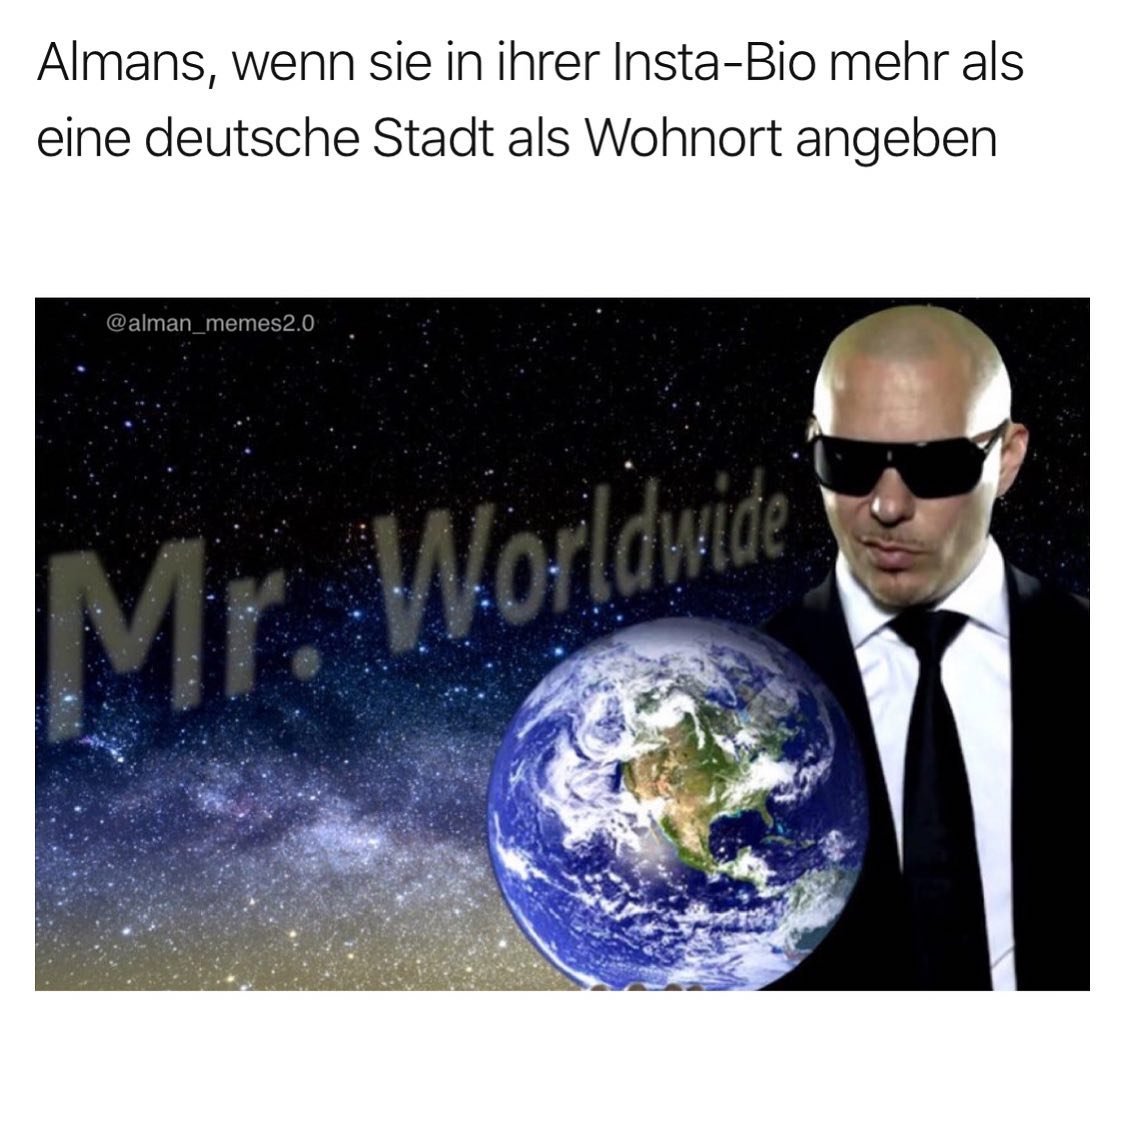 Almans, wenn sie in ihrer Insta-Bio mehr als
eine deutsche Stadt als Wohnort angeben
@alman_memes2.0
Mr. Worldwide